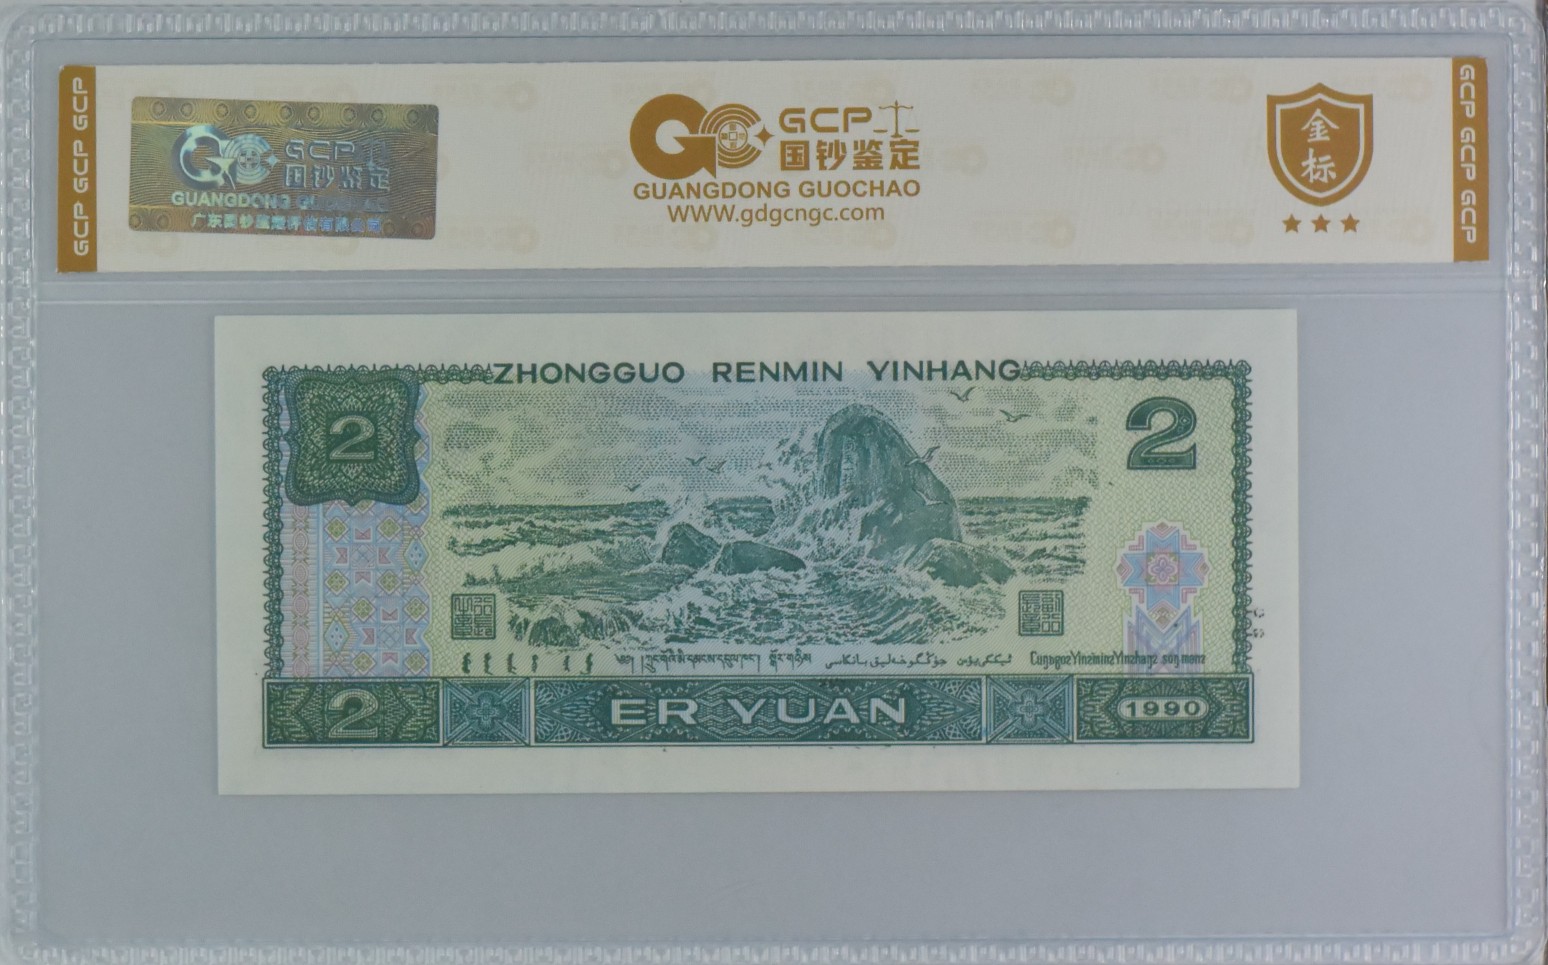 GCP GCP GCP
GCP
国钞鉴定
GUANGDONG
GCP
国钞鉴定
GUANGDONG GUOCHAO
WWW.gdgcngc.com
金
标
GCP GCP GCP
ZHONGGUO RENMIN YINHANG
2
2
2
ER YUAN
1990